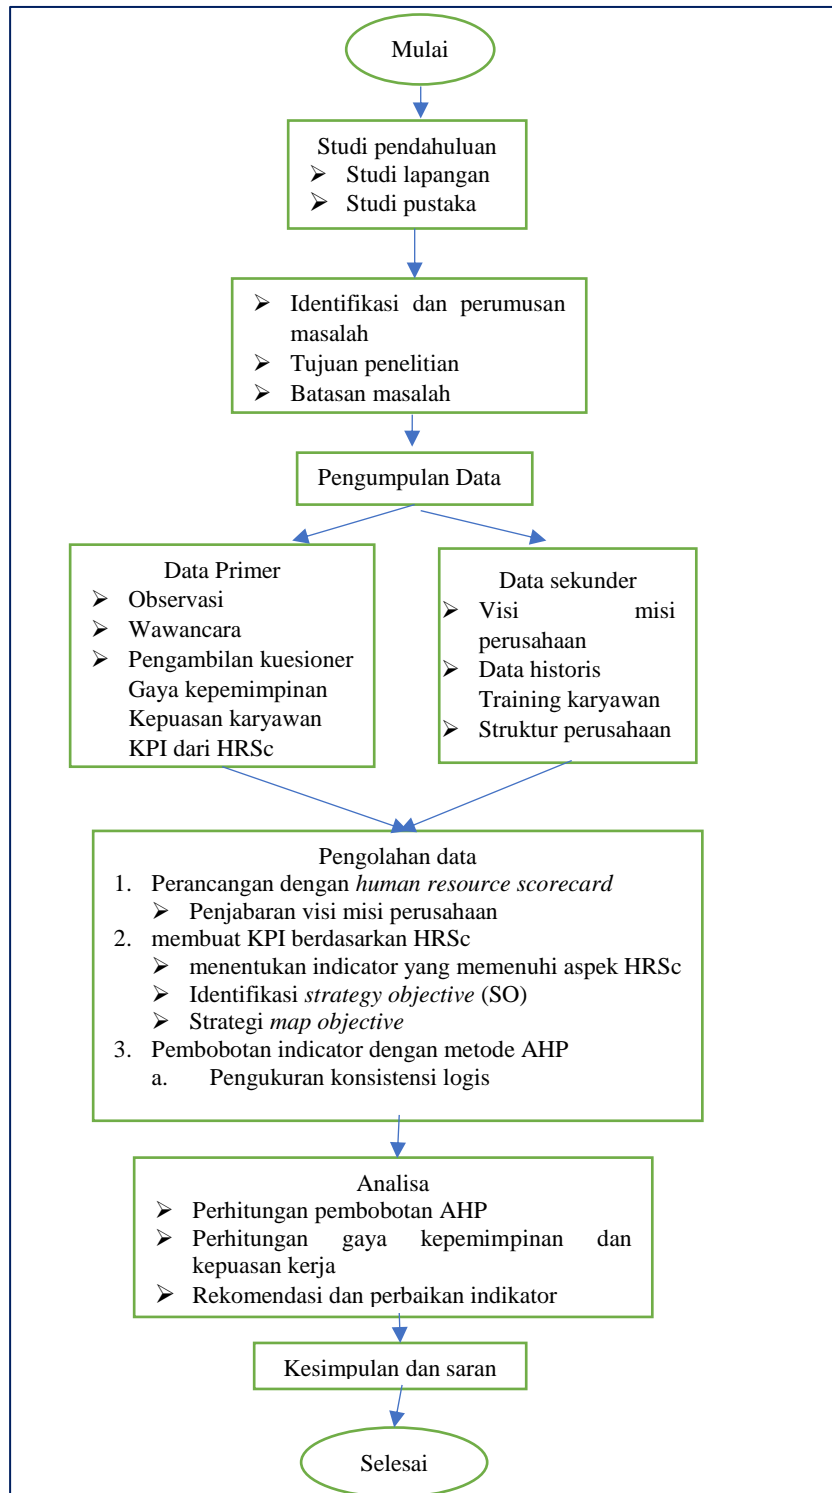 Mulai
Studi pendahuluan
➢ Studi lapangan
➢ Studi pustaka
➢ Identifikasi dan perumusan
masalah
➢ Tujuan penelitian
➢ Batasan masalah
Pengumpulan Data
Data Primer
➢ Observasi
➢ Wawancara
➢ Pengambilan kuesioner
Gaya kepemimpinan
Kepuasan karyawan
KPI dari HRSc
Data sekunder
➢ Visi misi
perusahaan
➢ Data historis
Training karyawan
➢ Struktur perusahaan
Pengolahan data
1. Perancangan dengan human resource scorecard
➢ Penjabaran visi misi perusahaan
2. membuat KPI berdasarkan HRSc
➢ menentukan indicator yang memenuhi aspek HRSc
➢ Identifikasi strategy objective (SO)
➢ Strategi map objective
3. Pembobotan indicator dengan metode AHP
a. Pengukuran konsistensi logis
Analisa
➢ Perhitungan pembobotan AHP
➢ Perhitungan gaya kepemimpinan dan
kepuasan kerja
➢ Rekomendasi dan perbaikan indikator
Kesimpulan dan saran
Selesai